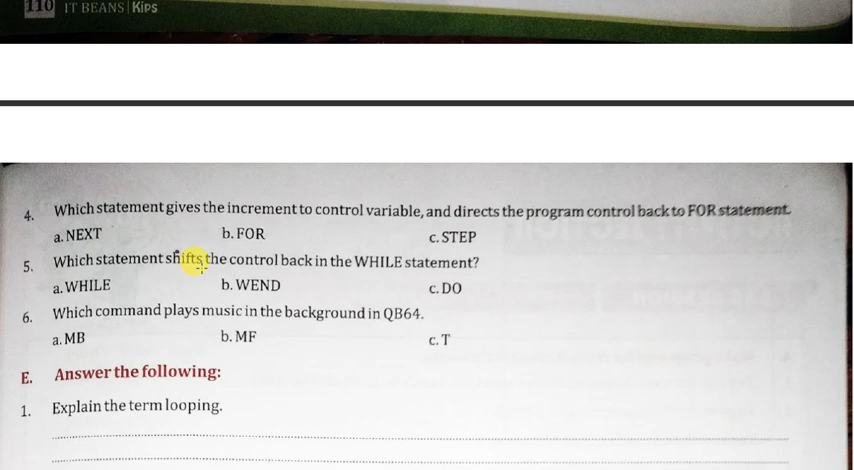 110 IT BEANS | Kips
4. Which statement gives the increment to control variable, and directs the program control back to FOR statement.
a. NEXT b. FOR c. STEP
5. Which statement shifts the control back in the WHILE statement?
a. WHILE b. WEND c. DO
6. Which command plays music in the background in QB64.
a. MB b. MF c. T
E. Answer the following:
1. Explain the term looping.